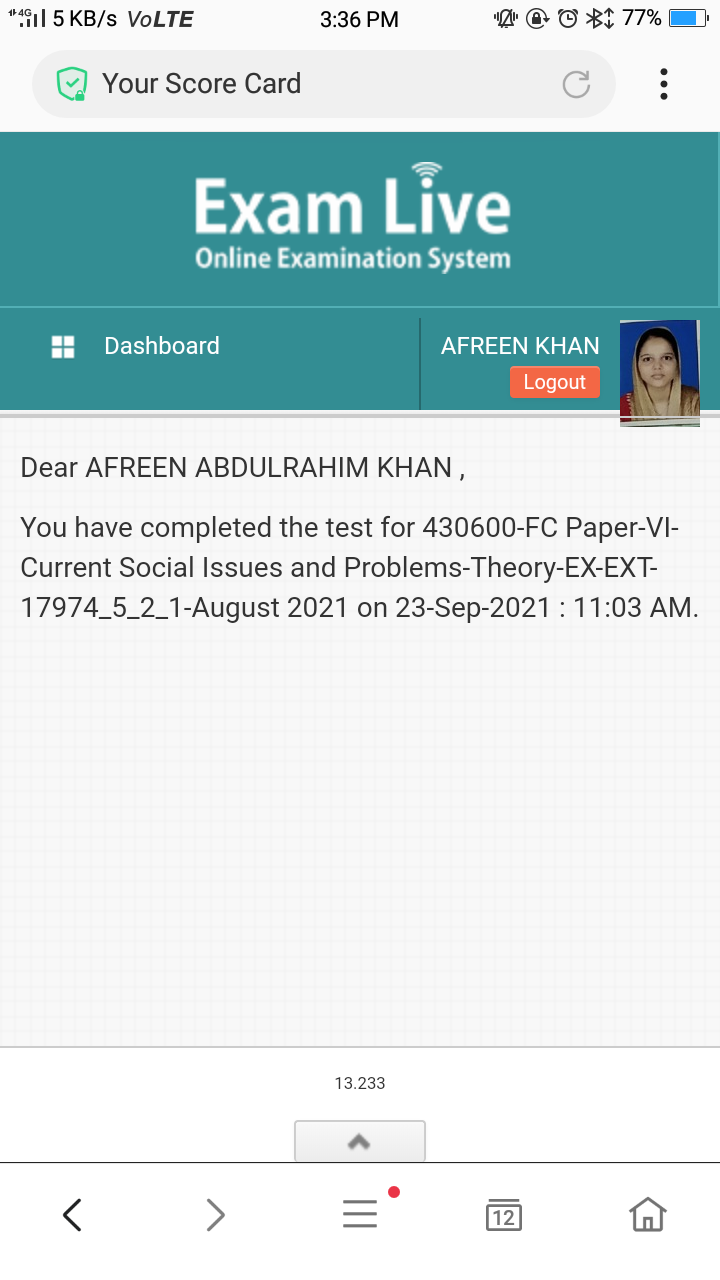 5 KB/s VoLTE 3:36 PM 77%
Your Score Card
Exam Live
Online Examination System
Dashboard
AFREEN KHAN
Logout
Dear AFREEN ABDULRAHIM KHAN ,
You have completed the test for 430600-FC Paper-VI-
Current Social Issues and Problems-Theory-EX-EXT-
17974_5_2_1-August 2021 on 23-Sep-2021 : 11:03 AM.
13.233
12